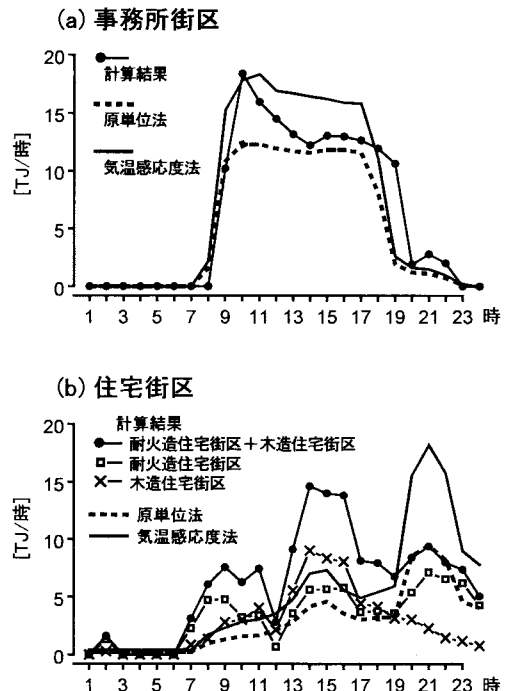 (a) 事務所街区
20
計算結果
15
原単位法
[TJ/時]
10
気温感応度法
5
0
1 3 5 7 9 11 13 15 17 19 21 23 時
(b) 住宅街区
20
計算結果
耐火造住宅街区+木造住宅街区
耐火造住宅街区
15
木造住宅街区
原単位法
[TJ/時]
10
気温感応度法
5
0
1 3 5 7 9 11 13 15 17 19 21 23 時